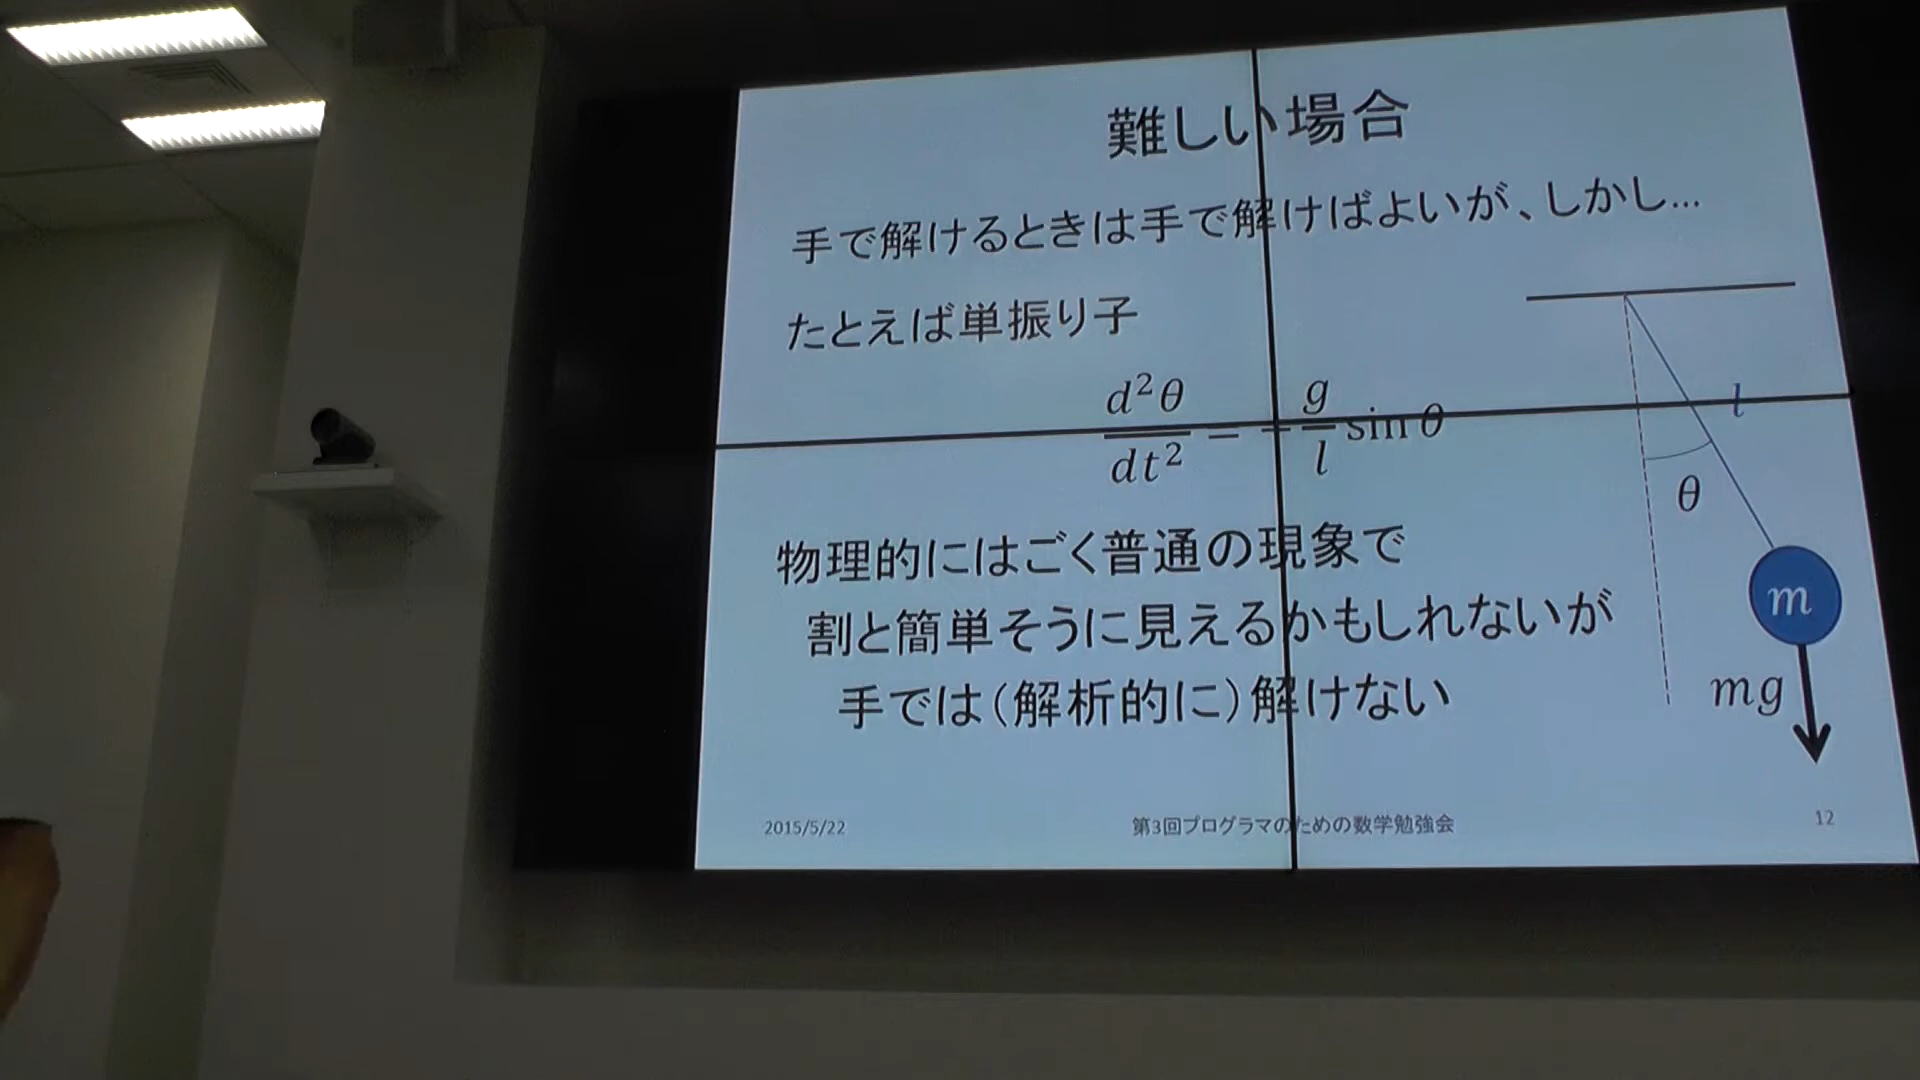 難しい場合
手で解けるときは手で解けばよいが、しかし...
たとえば単振り子
d²θ/dt² = -g/l sin θ
l
θ
m
mg
物理的にはごく普通の現象で
割と簡単そうに見えるかもしれないが
手では(解析的に)解けない
2015/5/22
第3回プログラマのための数学勉強会
12